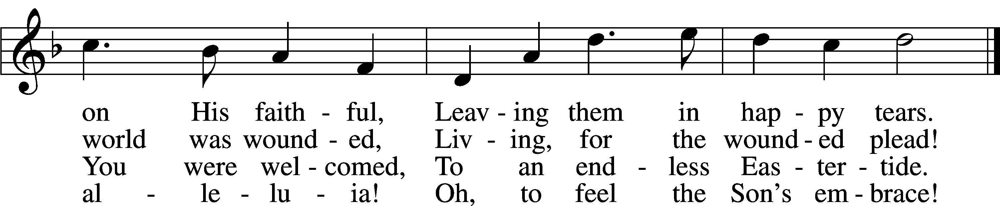 on His faith - ful, Leav - ing them in hap - py tears.
world was wound - ed, Liv - ing, for the wound - ed plead!
You were wel - comed, To an end - less Eas - ter - tide.
al - le - lu - ia! Oh, to feel the Son's em - brace!